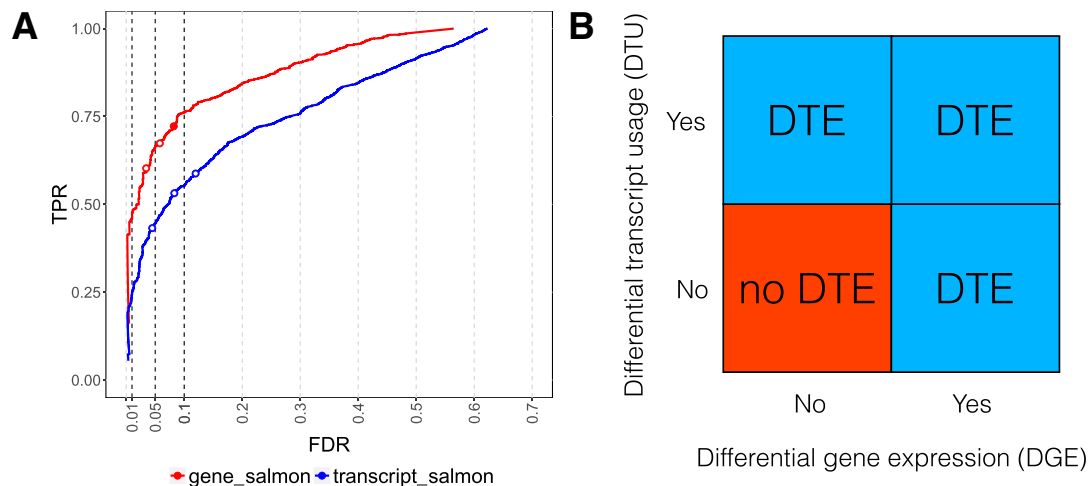 A
TPR
1.00
0.75
0.50
0.25
0.00
0.01
0.05
0.1
0.2
0.3
0.4
0.5
0.6
0.7
FDR
gene_salmon transcript_salmon
B
Differential transcript usage (DTU)
Yes
DTE DTE
No
no DTE DTE
No Yes
Differential gene expression (DGE)